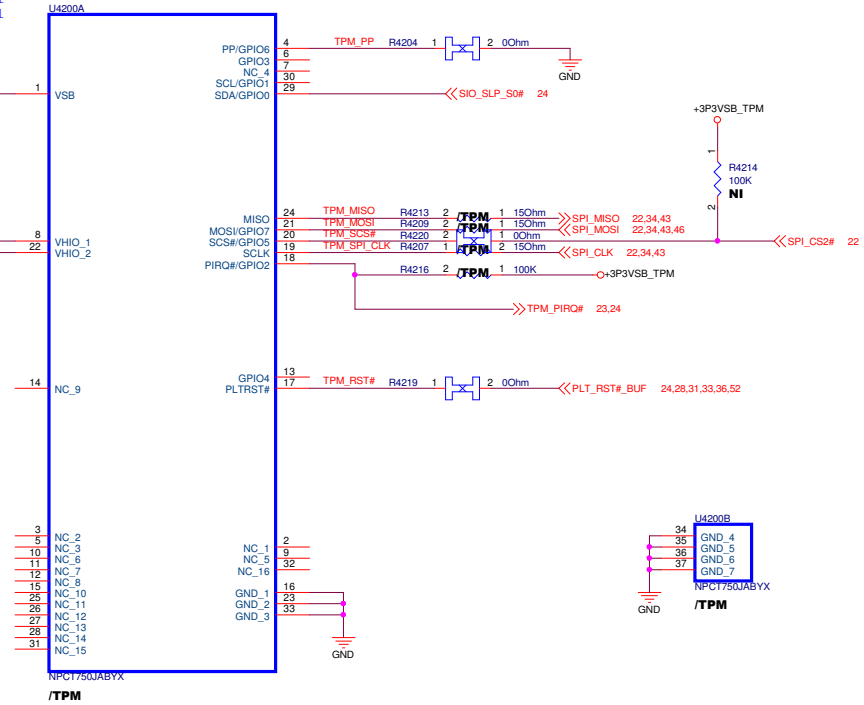 U4200A
4 TPM_PP R4204 1 2 0Ohm
PP/GPIO6
6
GPIO3
7
NC_4
30
SCL/GPIO1
29
SDA/GPIO0
GND
SIO_SLP_S0# 24
1
VSB
+3P3VSB_TPM
1
R4214
100K
NI
2
24 TPM_MISO R4213 2 /TPM 1 15Ohm
MISO
SPI_MISO 22,34,43
21 TPM_MOSI R4209 2 /TPM 1 15Ohm
MOSI/GPIO7
SPI_MOSI 22,34,43,46
8
20 TPM_SCS# R4220 2 1 0Ohm
VHIO_1
SCS#/GPIO5
SPI_CS2# 22
22
19 TPM_SPI_CLK R4207 1 /TPM 2 15Ohm
VHIO_2
SCLK
SPI_CLK 22,34,43
18
PIRQ#/GPIO2
R4216 2 /TPM 1 100K
+3P3VSB_TPM
TPM_PIRQ# 23,24
13
GPIO4
14
NC_9
17 TPM_RST# R4219 1 2 0Ohm
PLTRST#
PLT_RST#_BUF 24,28,31,33,36,52
3 NC_2
5 NC_3
10 NC_6
11 NC_7
12 NC_8
15 NC_10
25 NC_11
26 NC_12
27 NC_13
28 NC_14
31 NC_15
NC_1 2
NC_5 9
NC_16 32
GND_1 16
GND_2 23
GND_3 33
GND
NPCT750JABYX
/TPM
U4200B
34 GND_4
35 GND_5
36 GND_6
37 GND_7
NPCT750JABYX
GND
/TPM